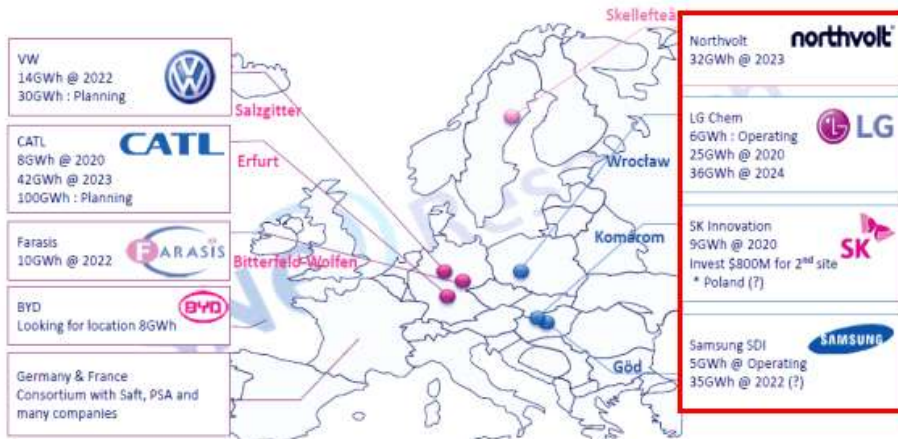 VW
14GWh @ 2022
30GWh : Planning
CATL
CATL
8GWh @ 2020
42GWh @ 2023
100GWh : Planning
Farasis
10GWh @ 2022
FARASIS
BYD
Looking for location 8GWh
BYD
Germany & France
Consortium with Saft, PSA and
many companies
Skellefteå
Salzgitter
Erfurt
Bitterfeld-Wolfen
Wrocław
Komarom
Göd
Northvolt
32GWh @ 2023
northvolt
LG Chem
6GWh : Operating
25GWh @ 2020
36GWh @ 2024
LG
SK Innovation
9GWh @ 2020
Invest $800M for 2nd site
* Poland (?)
SK
Samsung SDI
5GWh @ Operating
35GWh @ 2022 (?)
SAMSUNG